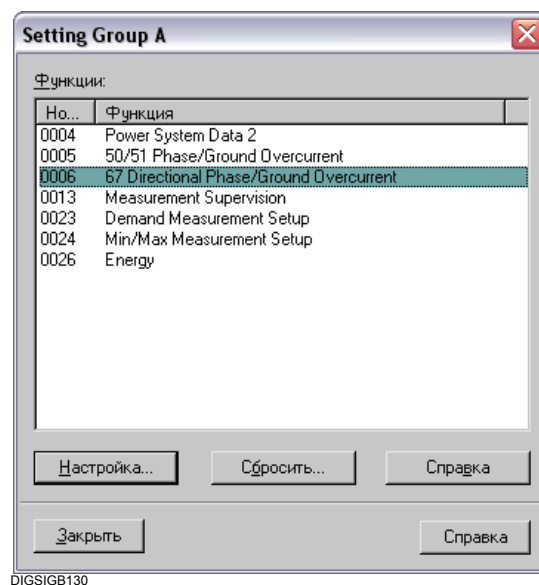 Setting Group A
Функции:
Но... Функция
0004 Power System Data 2
0005 50/51 Phase/Ground Overcurrent
0006 67 Directional Phase/Ground Overcurrent
0013 Measurement Supervision
0023 Demand Measurement Setup
0024 Min/Max Measurement Setup
0026 Energy
Настройка... Сбросить... Справка
Закрыть Справка
DIGSIGB130